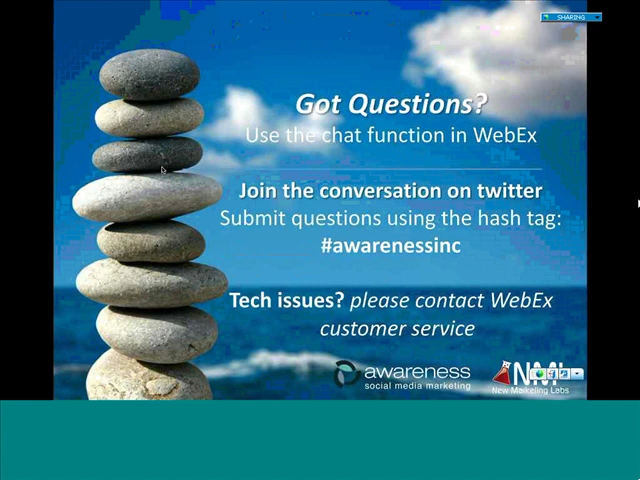 SHARING
Got Questions?
Use the chat function in WebEx
Join the conversation on twitter
Submit questions using the hash tag:
#awarenessinc
Tech issues? please contact WebEx
customer service
awareness
social media marketing
New Marketing Labs